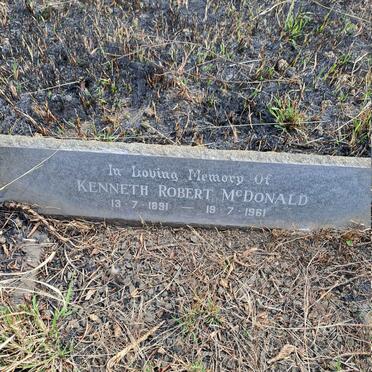 In Loving Memory Of
KENNETH ROBERT McDONALD
13 · 7 · 1891 — 19 · 7 · 1961